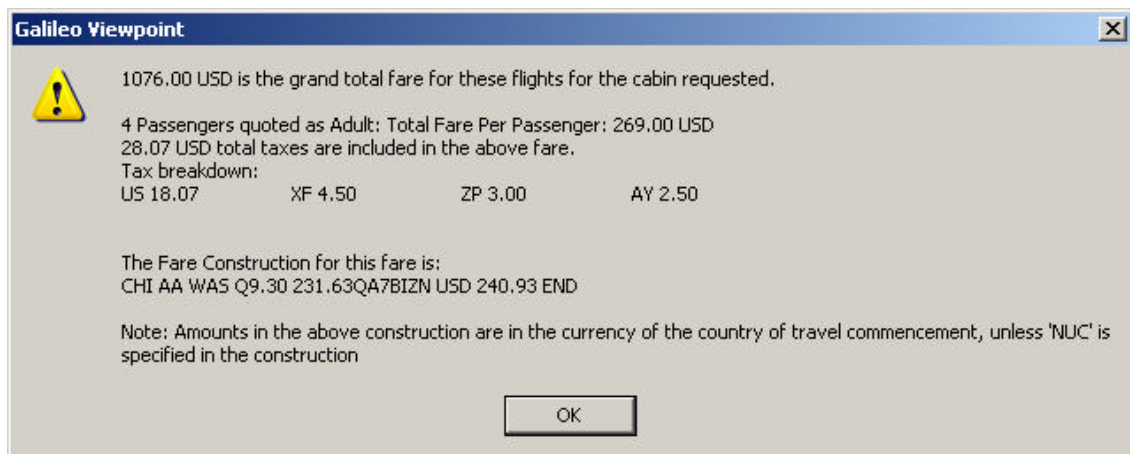 Galileo Viewpoint
1076.00 USD is the grand total fare for these flights for the cabin requested.
4 Passengers quoted as Adult: Total Fare Per Passenger: 269.00 USD
28.07 USD total taxes are included in the above fare.
Tax breakdown:
US 18.07 XF 4.50 ZP 3.00 AY 2.50
The Fare Construction for this fare is:
CHI AA WAS Q9.30 231.63QA7BIZN USD 240.93 END
Note: Amounts in the above construction are in the currency of the country of travel commencement, unless 'NUC' is
specified in the construction
OK